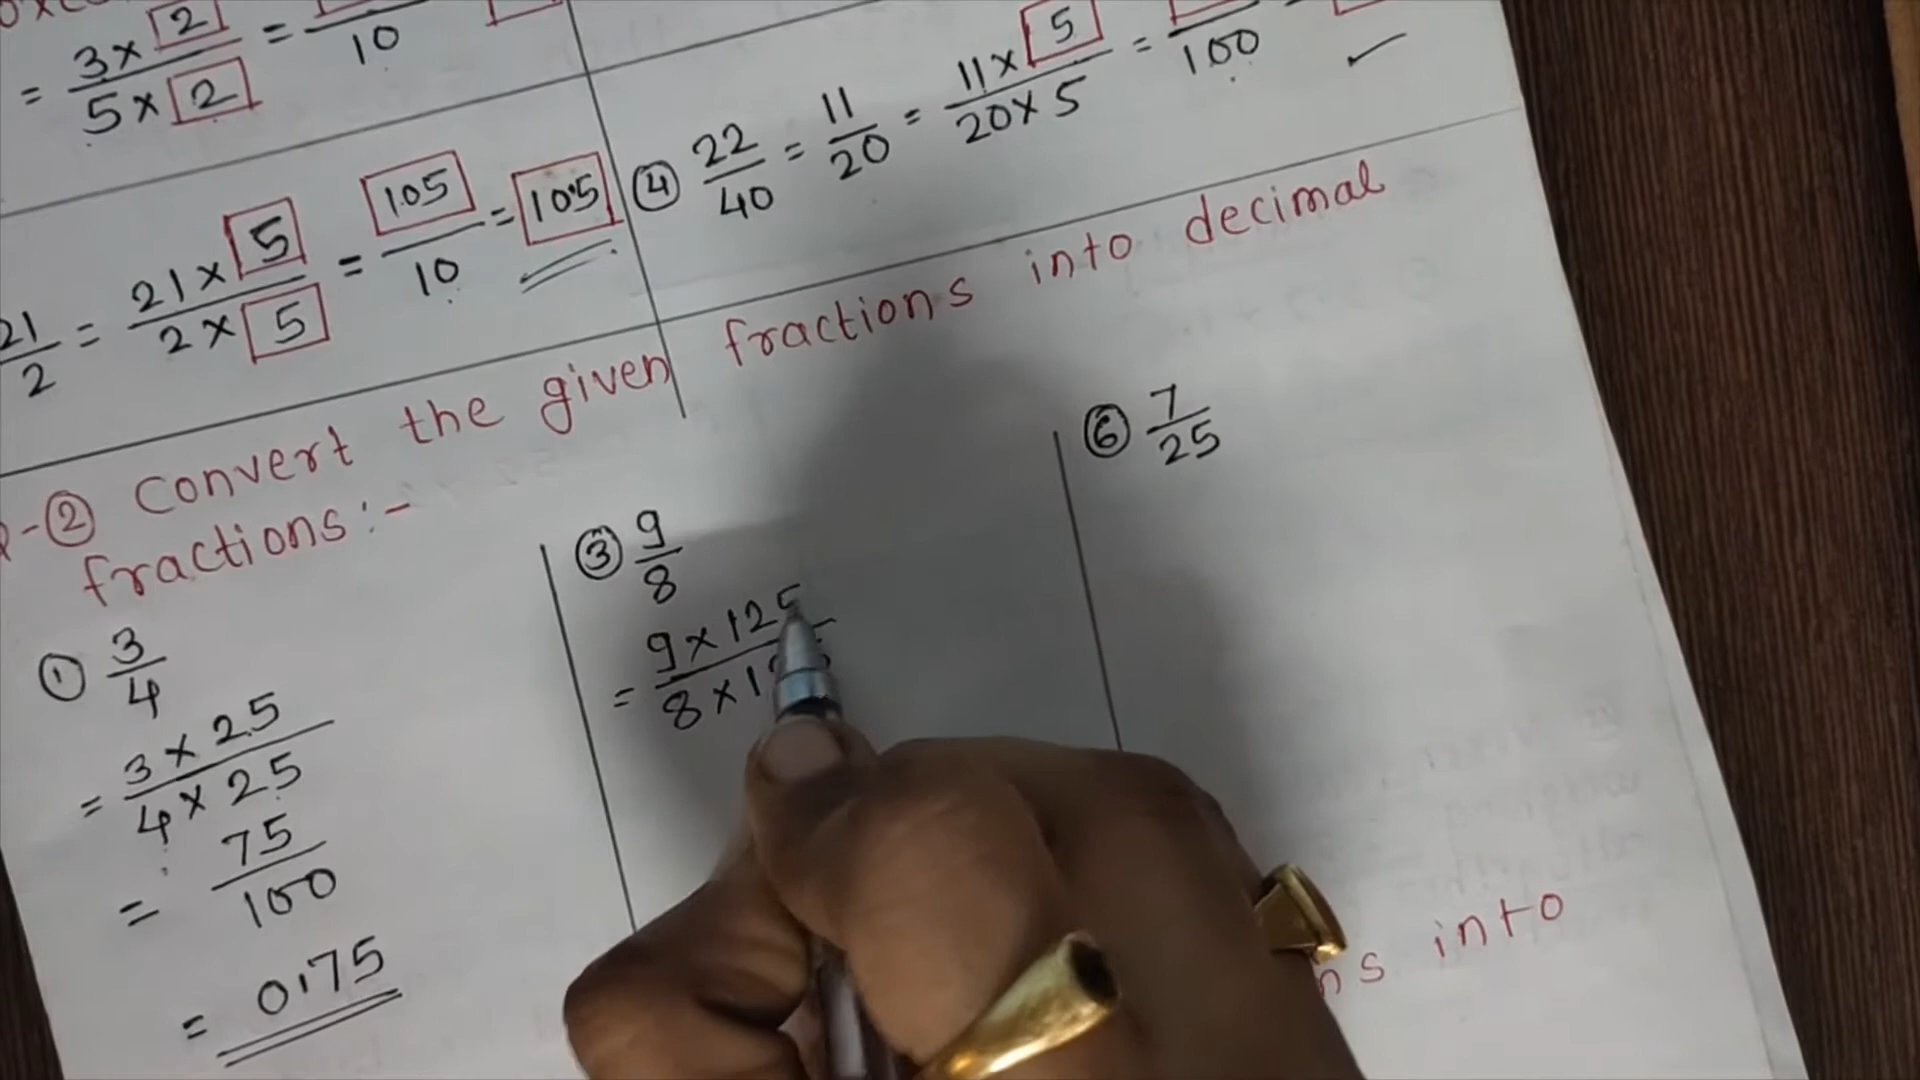 = 3 × 2 / 5 × 2 = / 10
④ 22/40 = 11/20 = 11 × 5 / 20 × 5 = / 100
21/2 = 21 × 5 / 2 × 5 = 105 / 10 = 10.5
-② Convert the given fractions into decimal
fractions:-
① 3/4
= 3 × 25 / 4 × 25
= 75/100
= 0.75
③ 9/8
= 9 × 125 / 8 × 1
⑥ 7/25
into